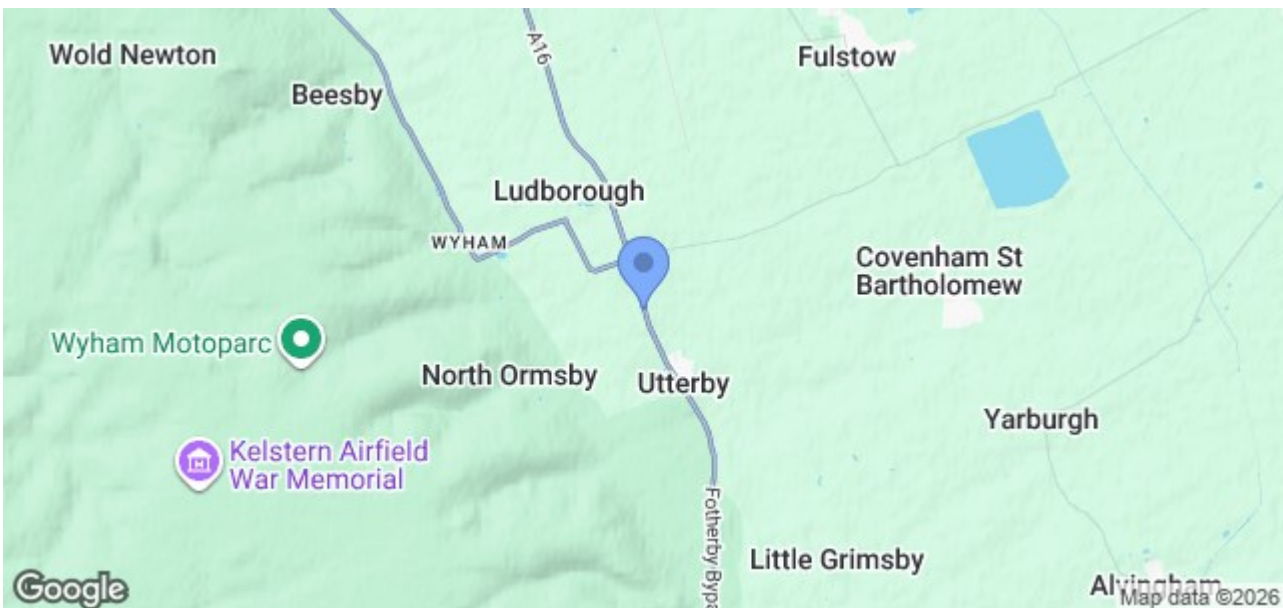 Wold Newton
A16
Fulstow
Beesby
Ludborough
WYHAM
Covenham St
Bartholomew
Wyham Motoparc
North Ormsby
Utterby
Yarburgh
Kelstern Airfield
War Memorial
Fotherby Bypa
Little Grimsby
Alvingham
Google
Map data ©2026